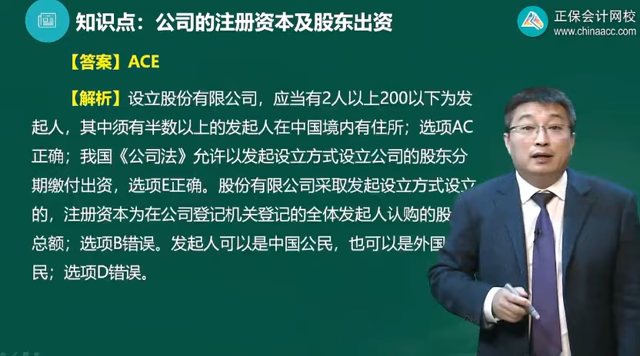 知识点：公司的注册资本及股东出资
正保会计网校
www.chinaacc.com
【答案】ACE
【解析】设立股份有限公司，应当有2人以上200以下为发
起人，其中须有半数以上的发起人在中国境内有住所；选项AC
正确；我国《公司法》允许以发起设立方式设立公司的股东分
期缴付出资，选项E正确。股份有限公司采取发起设立方式设立
的，注册资本为在公司登记机关登记的全体发起人认购的股
总额；选项B错误。发起人可以是中国公民，也可以是外国
民；选项D错误。